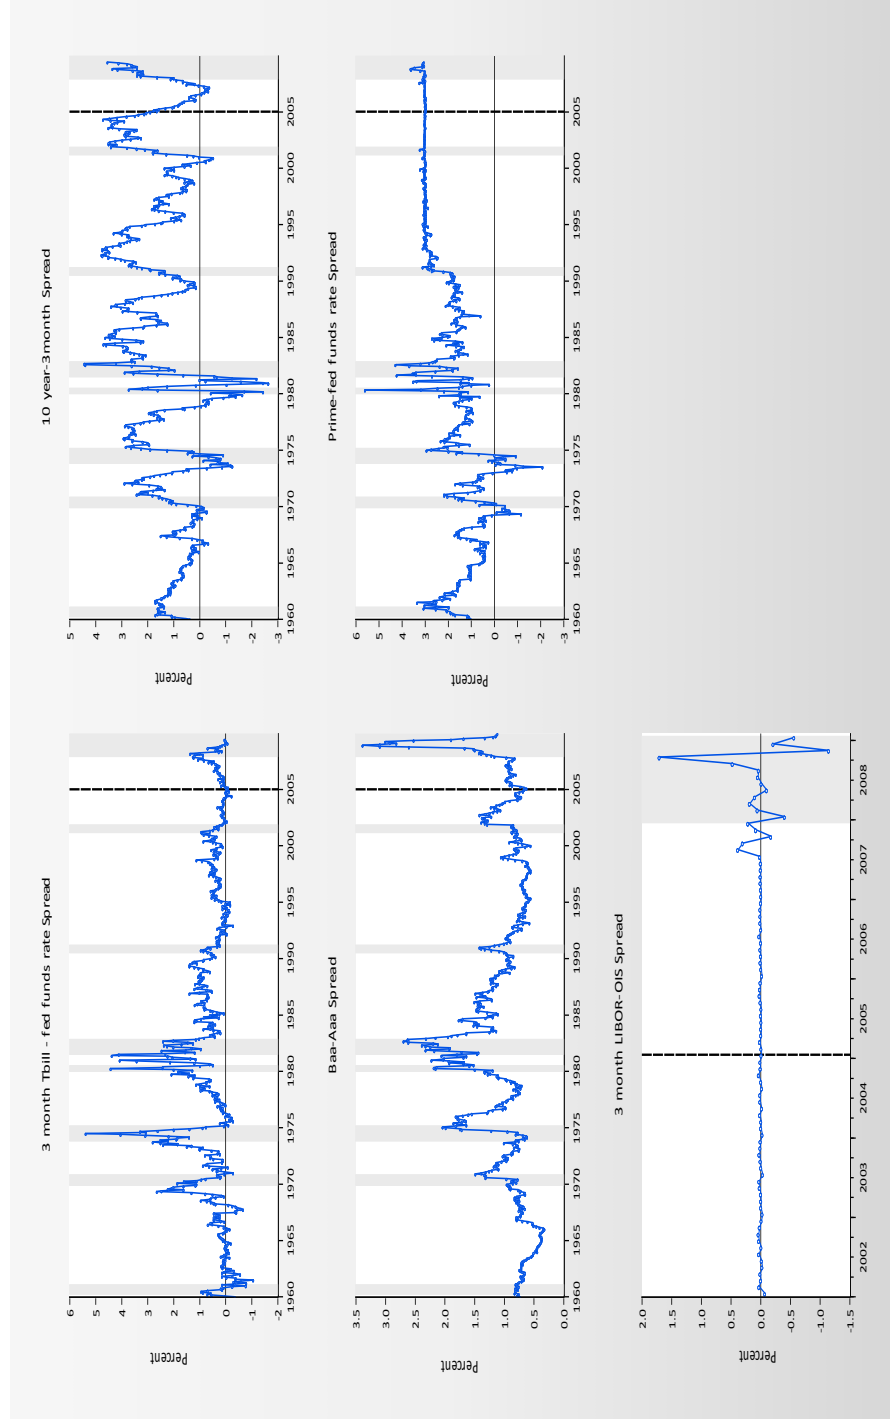 3 month Tbill - fed funds rate Spread
Percent
6
5
4
3
2
1
0
-1
-2
1960 1965 1970 1975 1980 1985 1990 1995 2000 2005
10 year-3month Spread
Percent
5
4
3
2
1
0
-1
-2
-3
1960 1965 1970 1975 1980 1985 1990 1995 2000 2005
Baa-Aaa Spread
Percent
3.5
3.0
2.5
2.0
1.5
1.0
0.5
0.0
1960 1965 1970 1975 1980 1985 1990 1995 2000 2005
Prime-fed funds rate Spread
Percent
6
5
4
3
2
1
0
-1
-2
-3
1960 1965 1970 1975 1980 1985 1990 1995 2000 2005
3 month LIBOR-OIS Spread
Percent
2.0
1.5
1.0
0.5
0.0
-0.5
-1.0
-1.5
2002 2003 2004 2005 2006 2007 2008